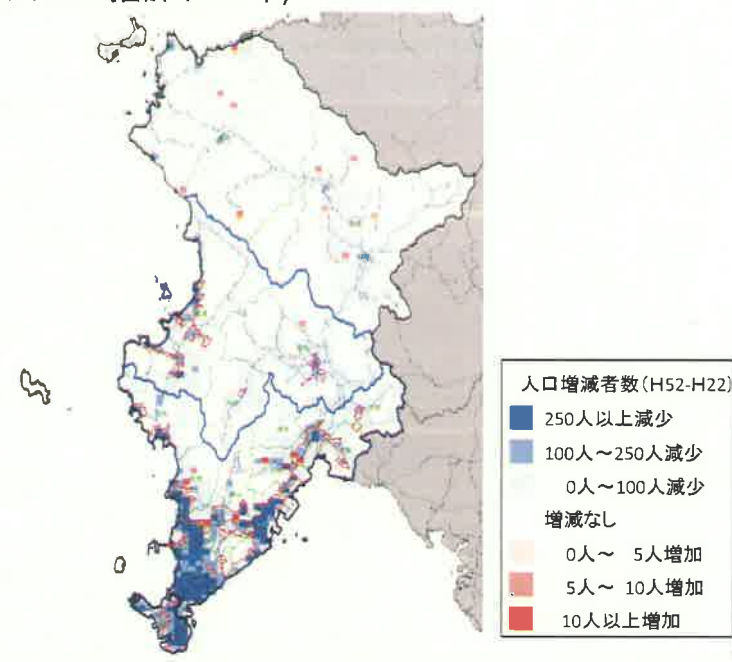 人口増減者数(H52-H22)
250人以上減少
100人～250人減少
0人～100人減少
増減なし
0人～ 5人増加
5人～ 10人増加
10人以上増加